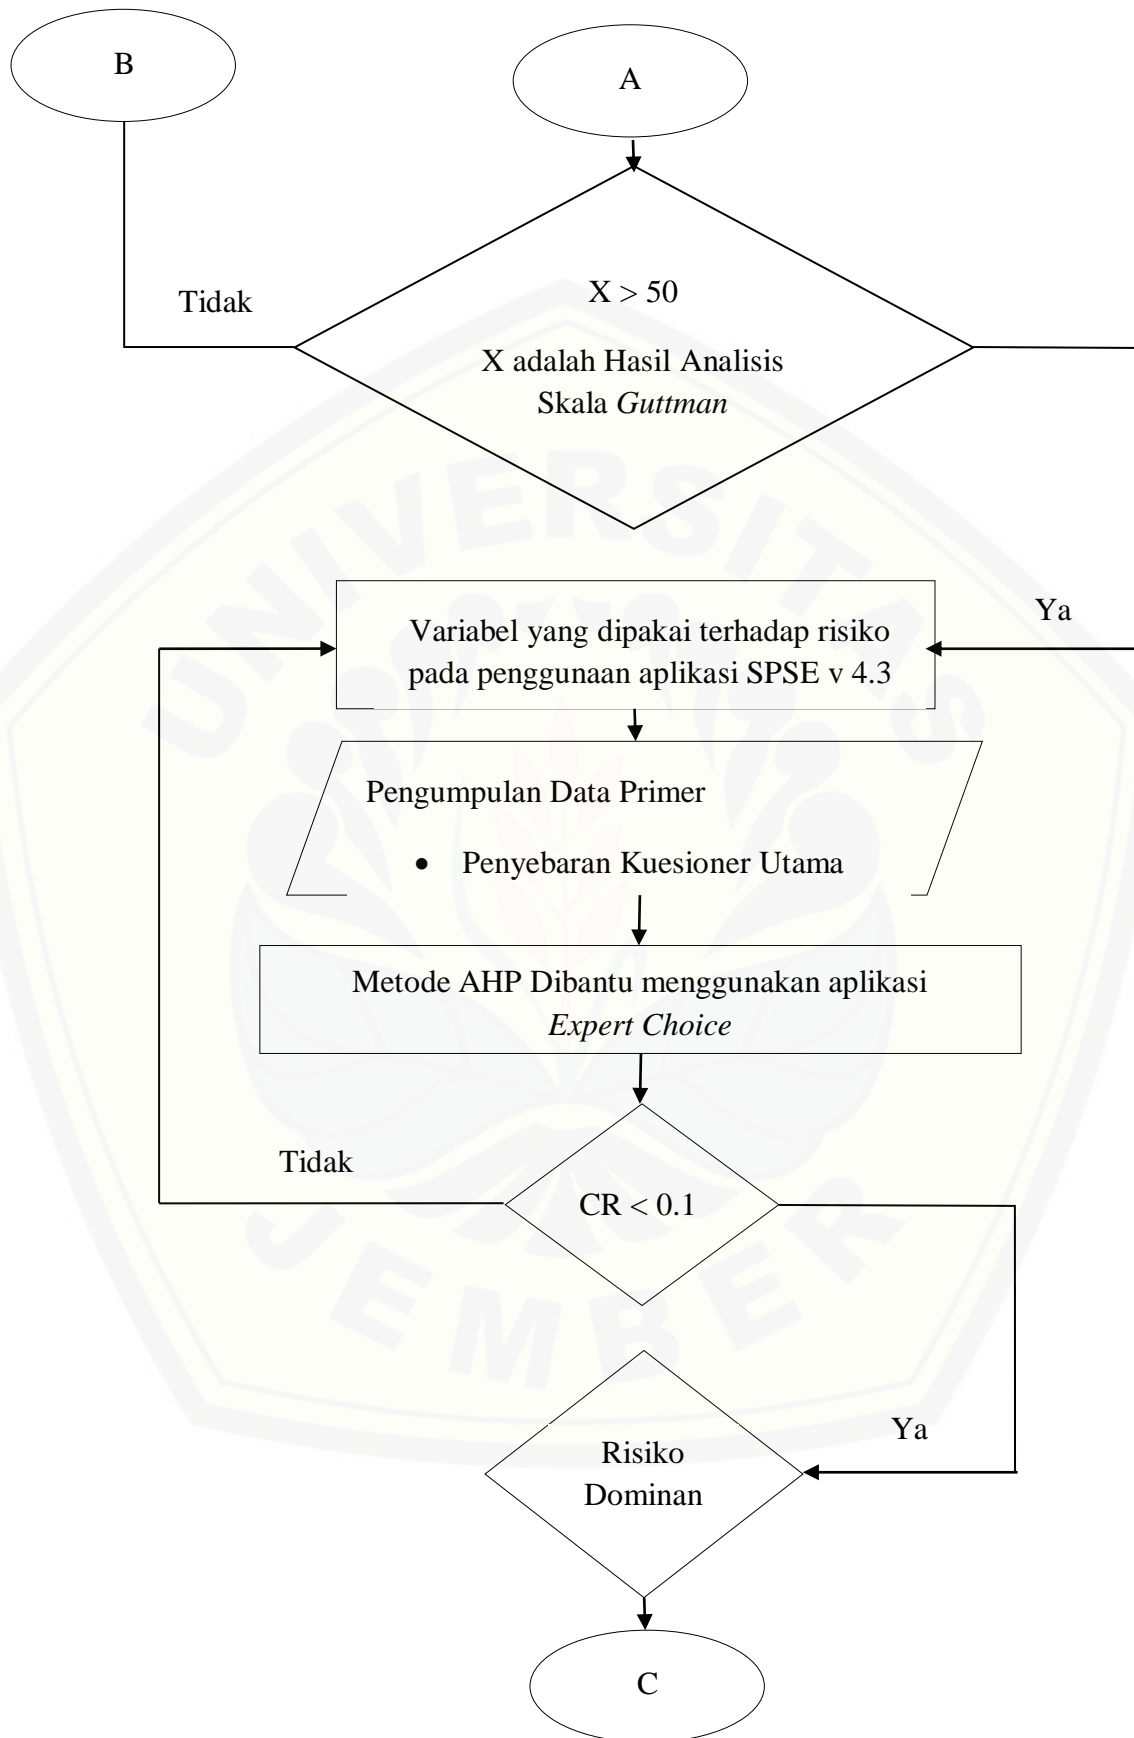 B
A
Tidak
X > 50
X adalah Hasil Analisis
Skala Guttman
Ya
Variabel yang dipakai terhadap risiko
pada penggunaan aplikasi SPSE v 4.3
Pengumpulan Data Primer
• Penyebaran Kuesioner Utama
Metode AHP Dibantu menggunakan aplikasi
Expert Choice
Tidak
CR < 0.1
Ya
Risiko
Dominan
C
UNIVERSITAS
JEMBER